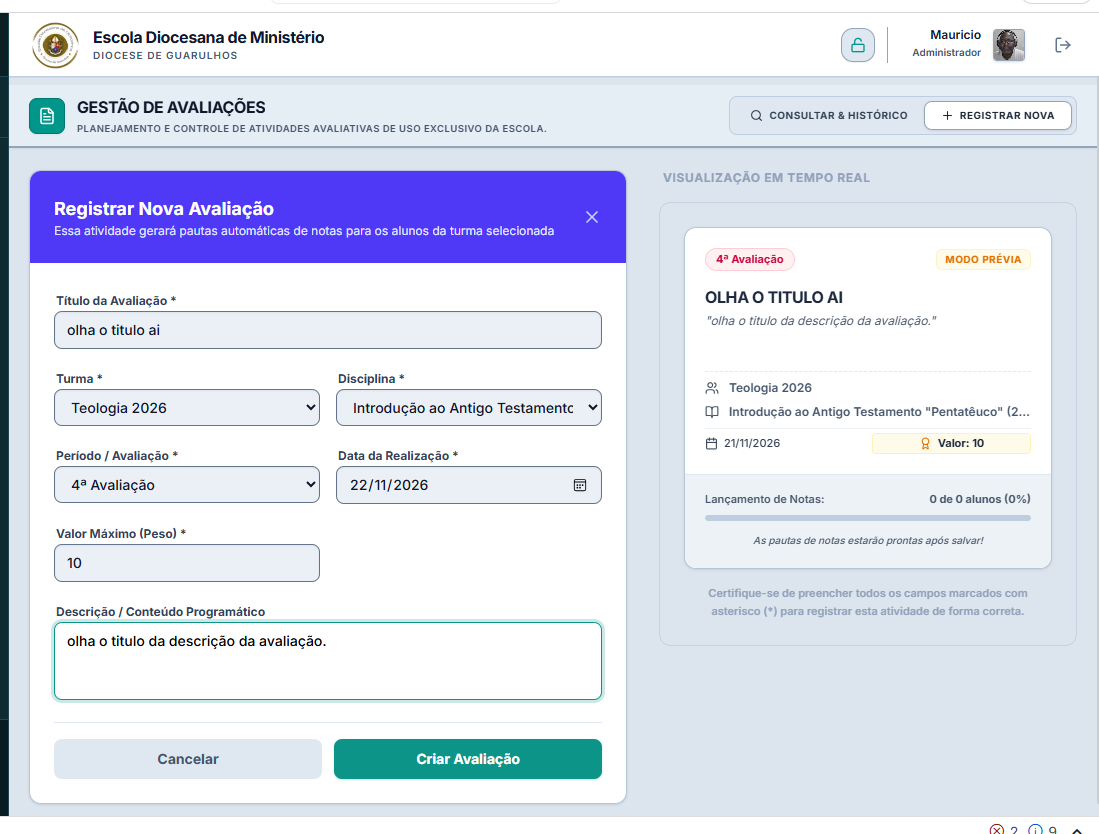 Escola Diocesana de Ministério
DIOCESE DE GUARULHOS
Mauricio
Administrador
GESTÃO DE AVALIAÇÕES
PLANEJAMENTO E CONTROLE DE ATIVIDADES AVALIATIVAS DE USO EXCLUSIVO DA ESCOLA.
CONSULTAR & HISTÓRICO
REGISTRAR NOVA
Registrar Nova Avaliação
Essa atividade gerará pautas automáticas de notas para os alunos da turma selecionada
Título da Avaliação *
olha o titulo ai
Turma *
Disciplina *
Teologia 2026
Introdução ao Antigo Testamento
Período / Avaliação *
Data da Realização *
4ª Avaliação
22/11/2026
Valor Máximo (Peso) *
10
Descrição / Conteúdo Programático
olha o titulo da descrição da avaliação.
Cancelar
Criar Avaliação
VISUALIZAÇÃO EM TEMPO REAL
4ª Avaliação
MODO PRÉVIA
OLHA O TITULO AI
"olha o titulo da descrição da avaliação."
Teologia 2026
Introdução ao Antigo Testamento "Pentatêuco" (2...
21/11/2026
Valor: 10
Lançamento de Notas:
0 de 0 alunos (0%)
As pautas de notas estarão prontas após salvar!
Certifique-se de preencher todos os campos marcados com
asterisco (*) para registrar esta atividade de forma correta.
2
9